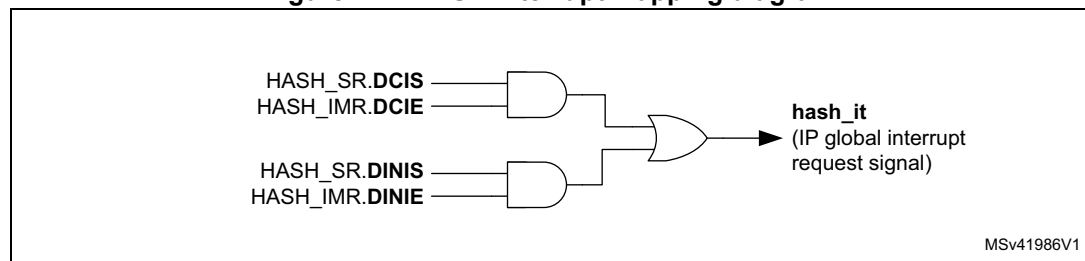 HASH_SR.DCIS
HASH_IMR.DCIE
HASH_SR.DINIS
HASH_IMR.DINIE
hash_it
(IP global interrupt
request signal)
MSv41986V1